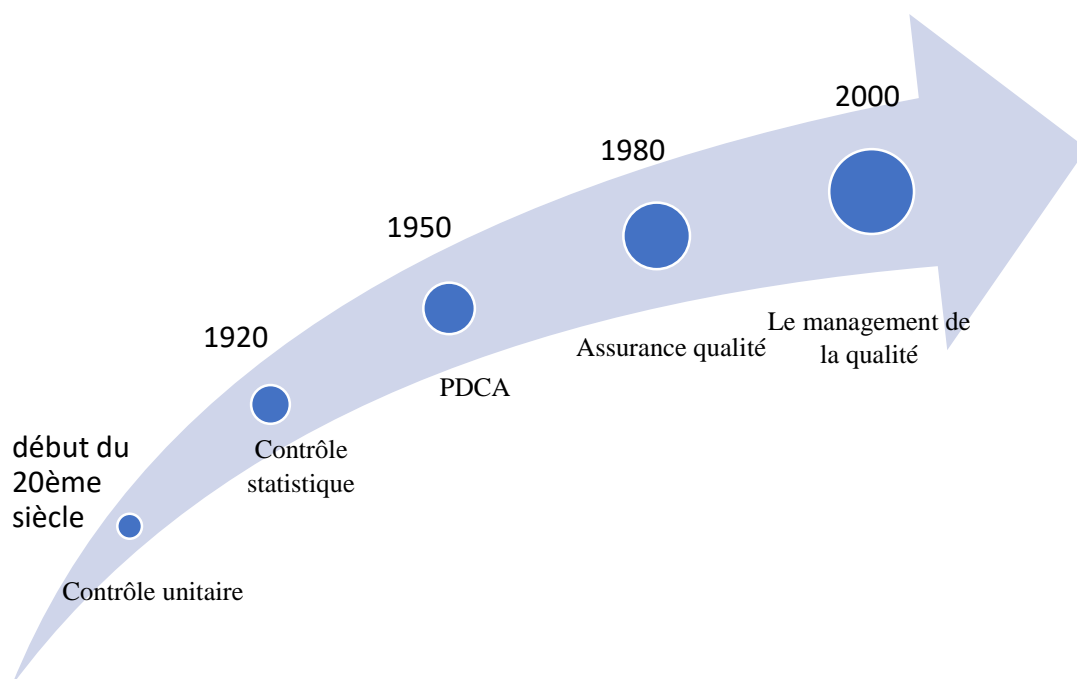 début du
20ème
siècle
Contrôle unitaire
1920
Contrôle
statistique
1950
PDCA
1980
Assurance qualité
2000
Le management de
la qualité